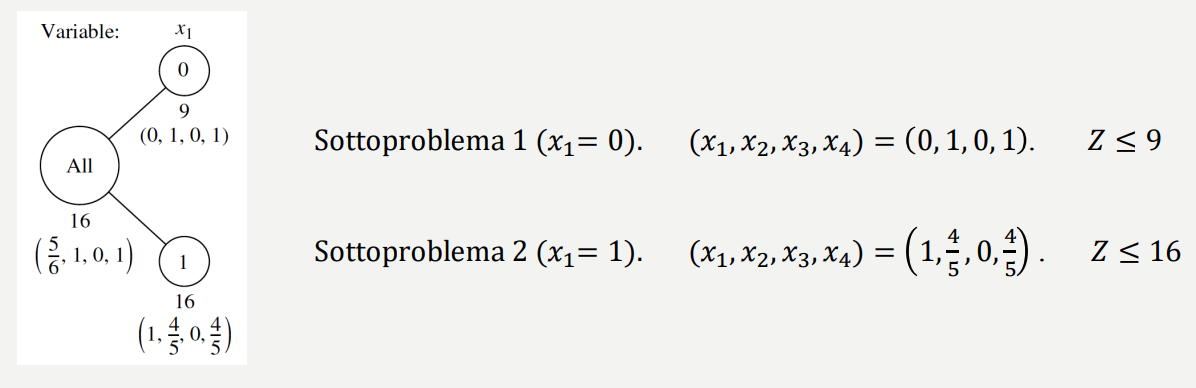 Variable: x₁
0
9
(0, 1, 0, 1)
All
16
(5/6, 1, 0, 1)
1
16
(1, 4/5, 0, 4/5)
Sottoproblema 1 (x₁= 0). (x₁, x₂, x₃, x₄) = (0, 1, 0, 1). Z ≤ 9
Sottoproblema 2 (x₁= 1). (x₁, x₂, x₃, x₄) = (1, 4/5, 0, 4/5) . Z ≤ 16